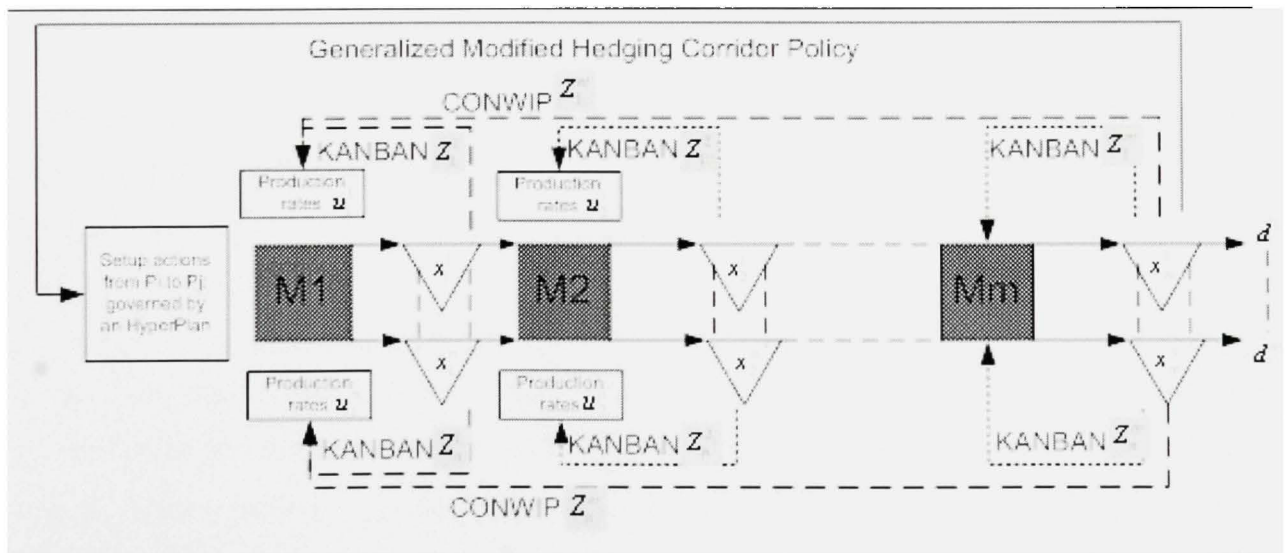 Generalized Modified Hedging Corridor Policy
CONWIP Z
KANBAN Z
KANBAN Z
KANBAN Z
Production
rates u
Production
rates u
Setup actions
from Pi to Pj
governed by
an HyperPlan
M1
x
M2
x
Mm
x
d
x
x
x
d
Production
rates u
Production
rates u
KANBAN Z
KANBAN Z
KANBAN Z
CONWIP Z